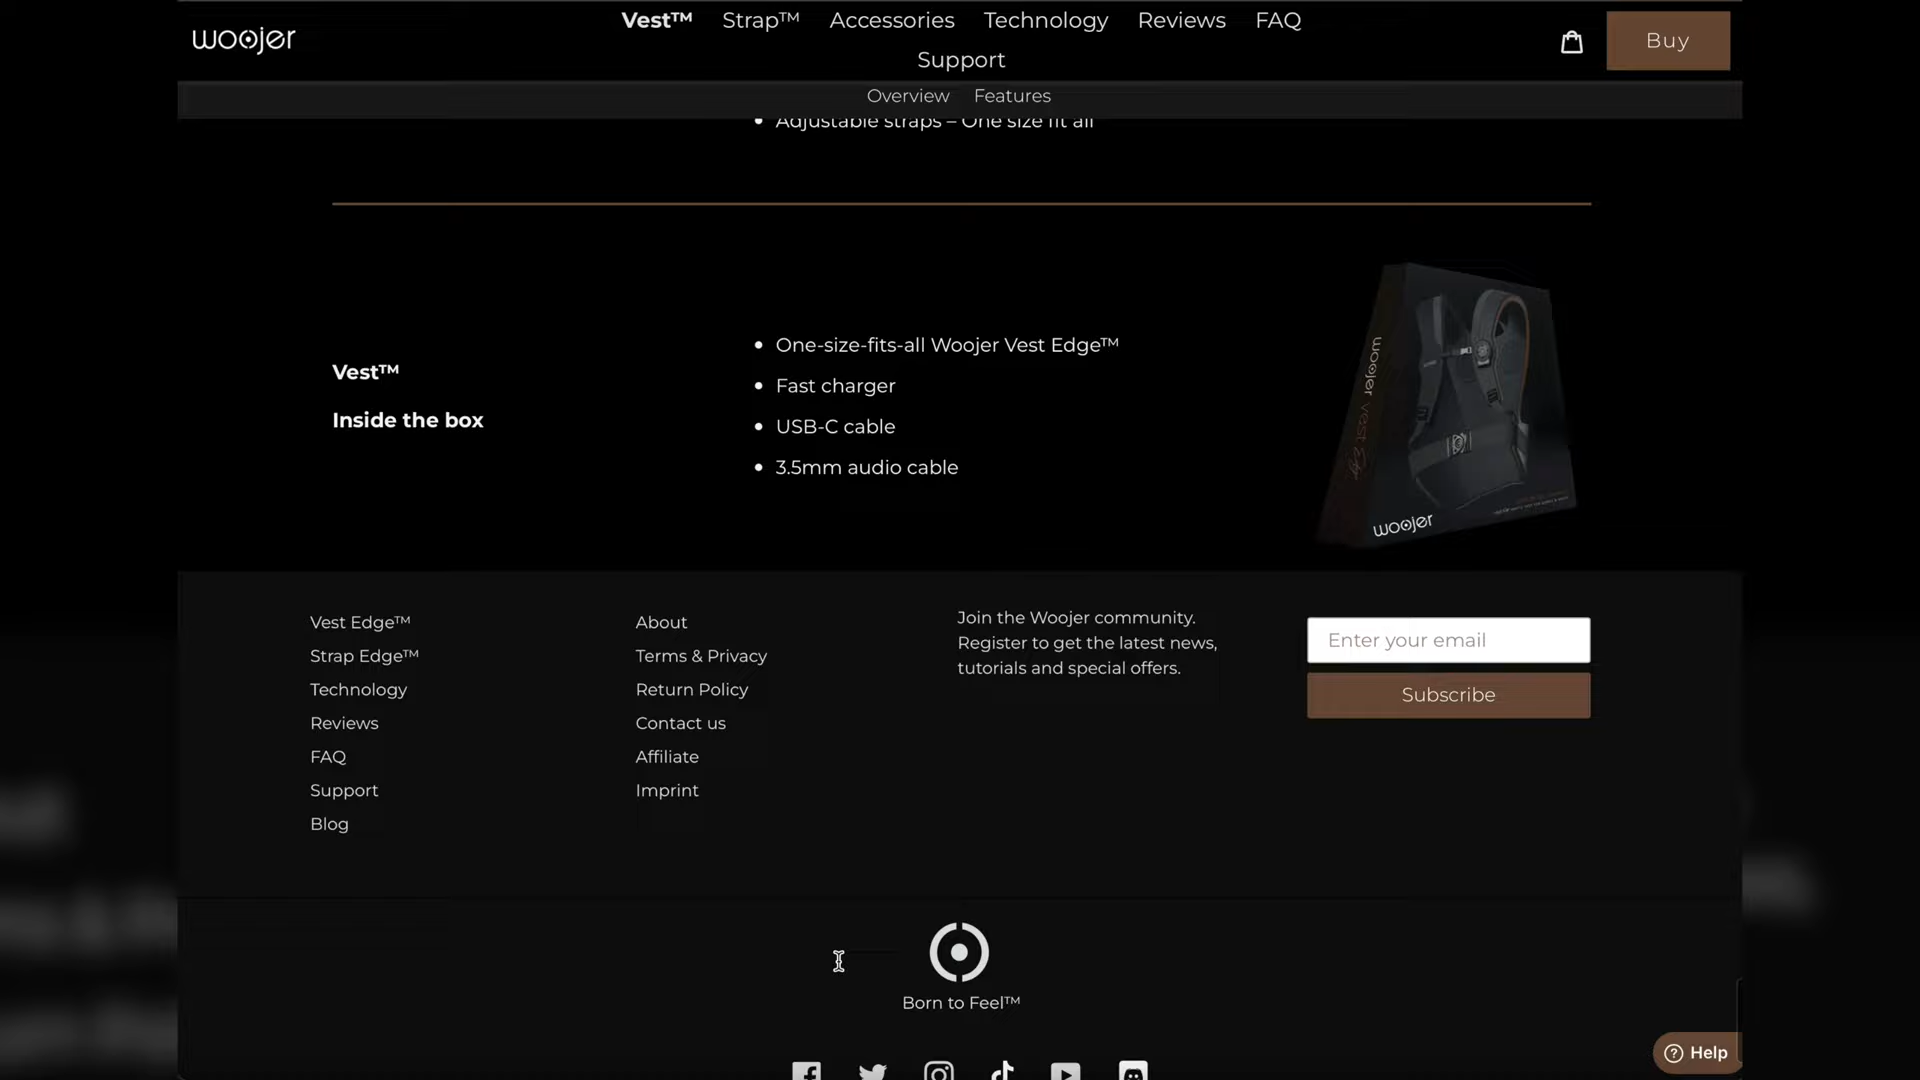 woojer
Vest™ Strap™ Accessories Technology Reviews FAQ
Support
Buy
Overview Features
Adjustable straps – One size fit all
Vest™
Inside the box
One-size-fits-all Woojer Vest Edge™
Fast charger
USB-C cable
3.5mm audio cable
woojer vest Edge
woojer
Vest Edge™
Strap Edge™
Technology
Reviews
FAQ
Support
Blog
About
Terms & Privacy
Return Policy
Contact us
Affiliate
Imprint
Join the Woojer community.
Register to get the latest news,
tutorials and special offers.
Enter your email
Subscribe
Born to Feel™
Help